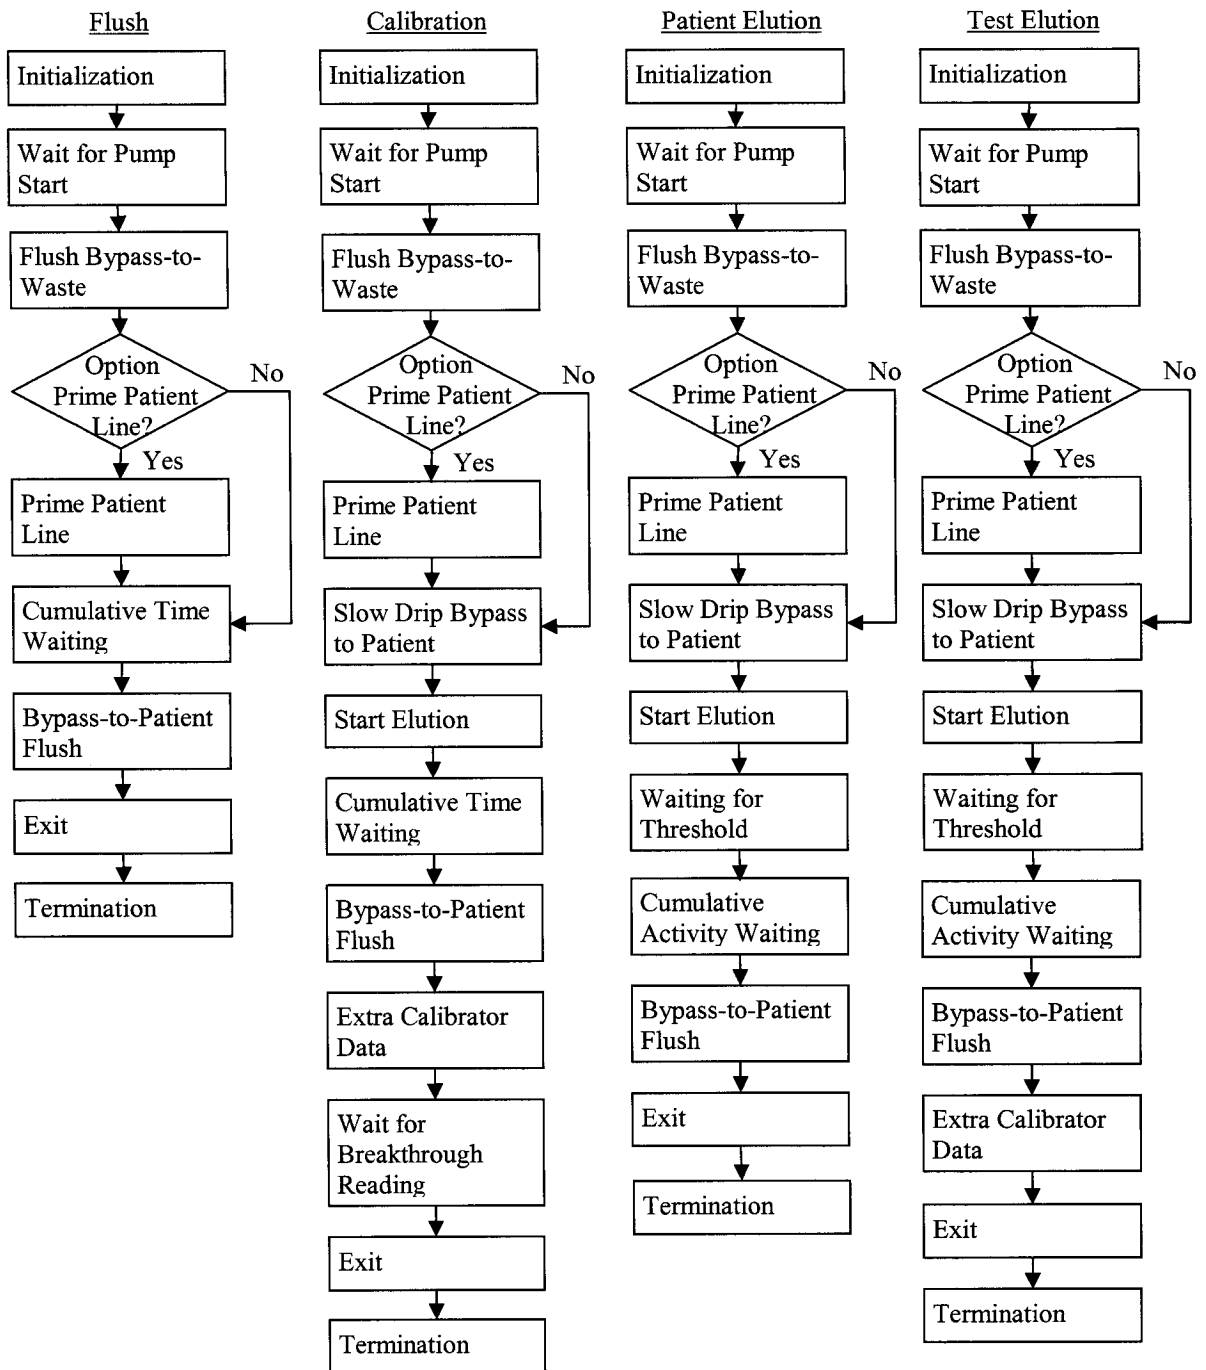 Flush
Initialization
Wait for Pump
Start
Flush Bypass-to-
Waste
Option
Prime Patient
Line?
No
Yes
Prime Patient
Line
Cumulative Time
Waiting
Bypass-to-Patient
Flush
Exit
Termination
Calibration
Initialization
Wait for Pump
Start
Flush Bypass-to-
Waste
Option
Prime Patient
Line?
No
Yes
Prime Patient
Line
Slow Drip Bypass
to Patient
Start Elution
Cumulative Time
Waiting
Bypass-to-Patient
Flush
Extra Calibrator
Data
Wait for
Breakthrough
Reading
Exit
Termination
Patient Elution
Initialization
Wait for Pump
Start
Flush Bypass-to-
Waste
Option
Prime Patient
Line?
No
Yes
Prime Patient
Line
Slow Drip Bypass
to Patient
Start Elution
Waiting for
Threshold
Cumulative
Activity Waiting
Bypass-to-Patient
Flush
Exit
Termination
Test Elution
Initialization
Wait for Pump
Start
Flush Bypass-to-
Waste
Option
Prime Patient
Line?
No
Yes
Prime Patient
Line
Slow Drip Bypass
to Patient
Start Elution
Waiting for
Threshold
Cumulative
Activity Waiting
Bypass-to-Patient
Flush
Extra Calibrator
Data
Exit
Termination